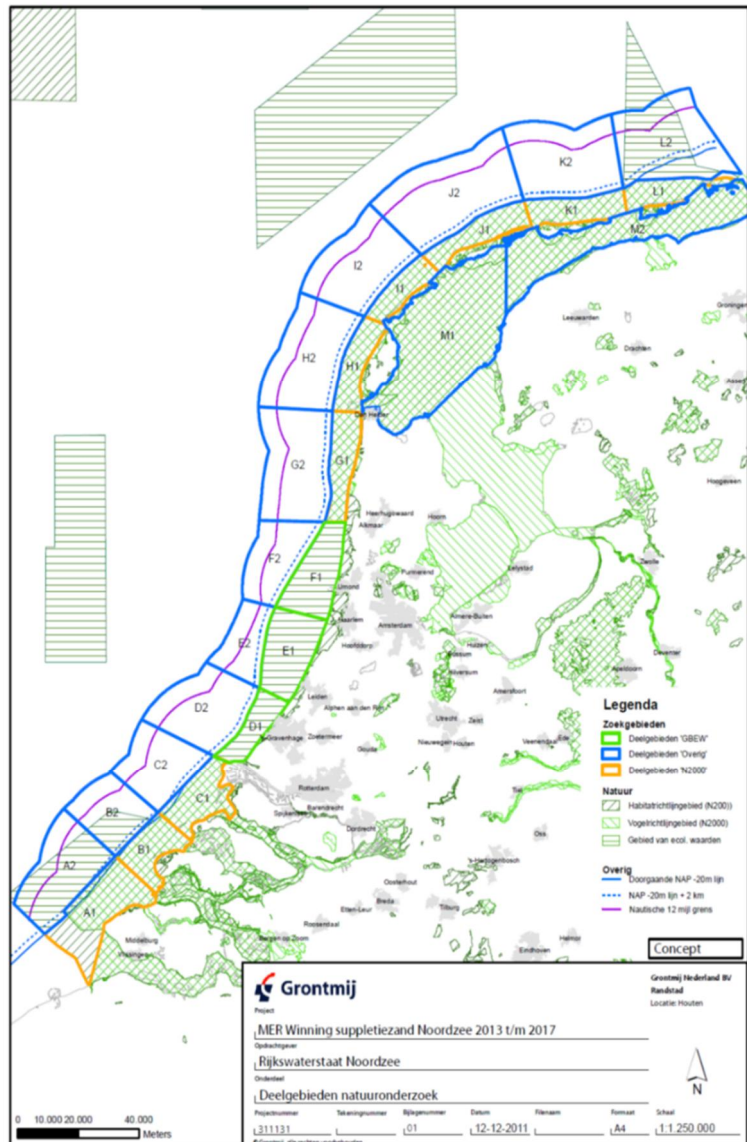 L2
K2
L1
J2
K1
M2
J1
I2
Groningen
I1
Leeuwarden
M1
Drachten
H2
H1
Assen
Den Helder
G2
G1
Hoogeveen
Heerhugowaard
Hoorn
Alkmaar
F2
F1
Zwolle
Lelystad
Purmerend
IJmond
E2
Haarlem
Amsterdam
Almere-Buiten
E1
Hoofddorp
Huizen
Bussum
Deventer
Hilversum
Apeldoorn
D2
Leiden
Amersfoort
D1
Alphen aan den Rijn
Utrecht
Zeist
's-Gravenhage
Zoetermeer
Gouda
Nieuwegein
Houten
Veenendaal
Ede
C2
C1
Rotterdam
Tiel
B2
Spijkenisse
Barendrecht
Dordrecht
B1
Oss
's-Hertogenbosch
A2
Oosterhout
A1
Breda
Etten-Leur
Tilburg
Roosendaal
Middelburg
Bergen op Zoom
Vlissingen
Helmond
Eindhoven
Legenda
Zoekgebieden
Deelgebieden 'GBEW'
Deelgebieden 'Overig'
Deelgebieden 'N2000'
Natuur
Habitatrichtlijngebied (N200))
Vogelrichtlijngebied (N2000)
Gebied van ecol. waarden
Overig
Doorgaande NAP -20m lijn
NAP -20m lijn + 2 km
Nautische 12 mijl grens
Concept
Grontmij
Grontmij Nederland BV
Randstad
Locatie: Houten
Project
MER Winning suppletiezand Noordzee 2013 t/m 2017
Opdrachtgever
Rijkswaterstaat Noordzee
Onderdeel
Deelgebieden natuuronderzoek
N
Projectnummer Tekeningnummer Bijlagenummer Datum Filenaam Formaat Schaal
311131 01 12-12-2011 A4 1:1.250.000
0 10.000 20.000 40.000
Meters